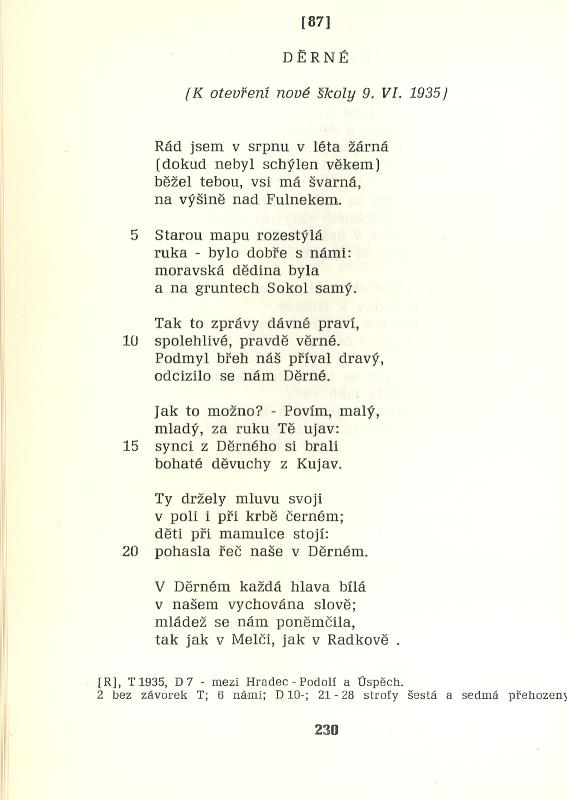 [87]
DĚRNÉ
(K otevření nové školy 9. VI. 1935)
Rád jsem v srpnu v léta žárná
(dokud nebyl schýlen věkem)
běžel tebou, vsi má švarná,
na výšině nad Fulnekem.
5 Starou mapu rozestýlá
ruka - bylo dobře s námi:
moravská dědina byla
a na gruntech Sokol samý.
Tak to zprávy dávné praví,
10 spolehlivé, pravdě věrné.
Podmyl břeh náš příval dravý,
odcizilo se nám Děrné.
Jak to možno? - Povím, malý,
mladý, za ruku Tě ujav:
15 synci z Děrného si brali
bohaté děvuchy z Kujav.
Ty držely mluvu svoji
v poli i při krbě černém;
děti při mamulce stojí:
20 pohasla řeč naše v Děrném.
V Děrném každá hlava bílá
v našem vychována slově;
mládež se nám poněmčila,
tak jak v Melči, jak v Radkově .
[R], T 1935, D 7 - mezi Hradec - Podolí a Úspěch.
2 bez závorek T; 6 námi; D 10-; 21 - 28 strofy šestá a sedmá přehozeny
230